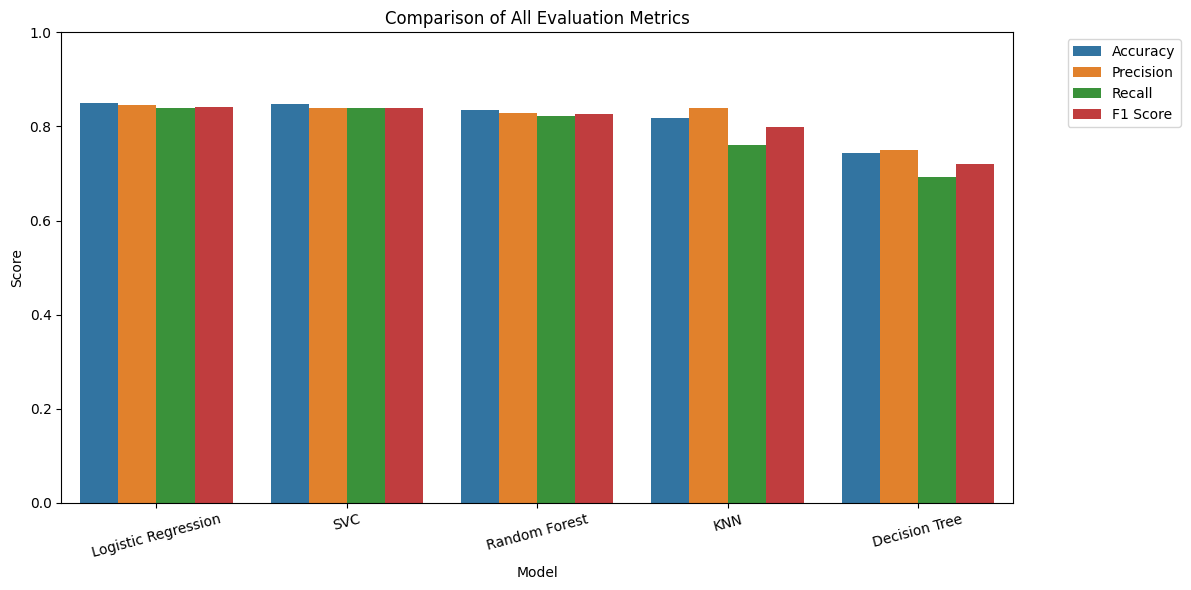 Comparison of All Evaluation Metrics
1.0
0.8
0.6
0.4
0.2
0.0
Score
Logistic Regression
SVC
Random Forest
KNN
Decision Tree
Model
Accuracy
Precision
Recall
F1 Score